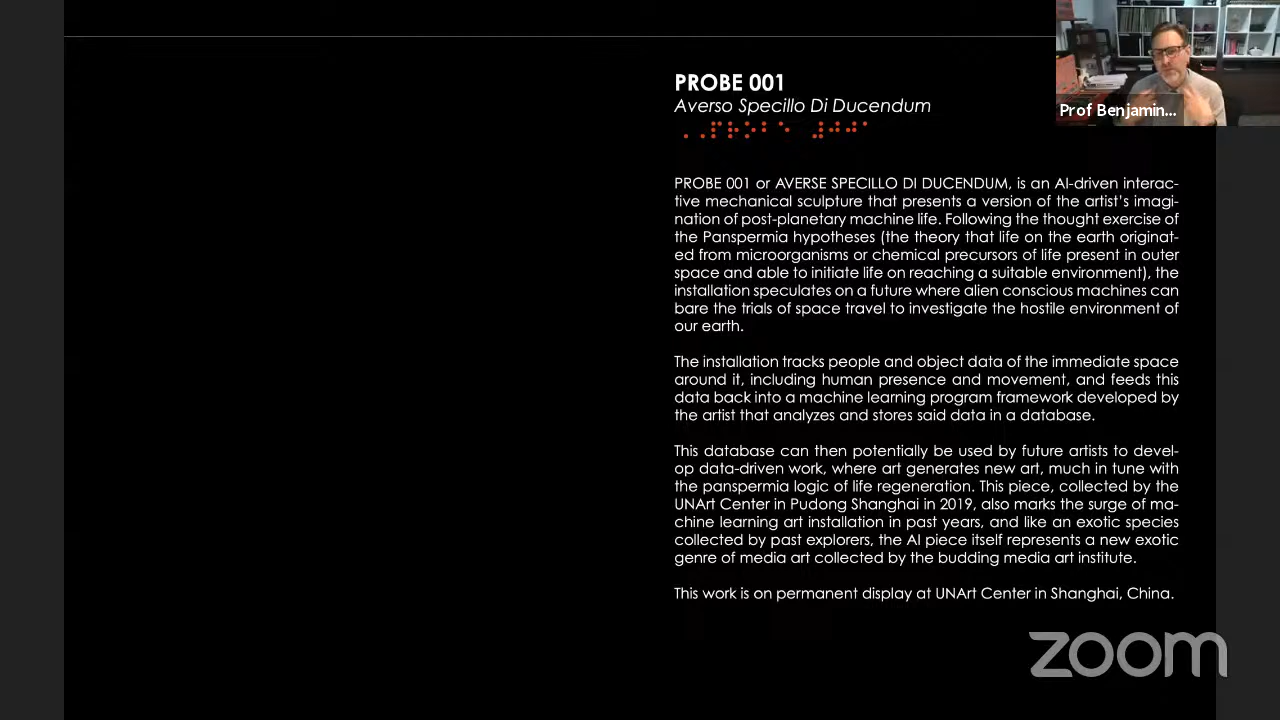 PROBE 001
Averso Specillo Di Ducendum
Prof Benjamin...
PROBE 001 or AVERSE SPECILLO DI DUCENDUM, is an AI-driven interac-
tive mechanical sculpture that presents a version of the artist's imagi-
nation of post-planetary machine life. Following the thought exercise of
the Panspermia hypotheses (the theory that life on the earth originat-
ed from microorganisms or chemical precursors of life present in outer
space and able to initiate life on reaching a suitable environment), the
installation speculates on a future where alien conscious machines can
bare the trials of space travel to investigate the hostile environment of
our earth.
The installation tracks people and object data of the immediate space
around it, including human presence and movement, and feeds this
data back into a machine learning program framework developed by
the artist that analyzes and stores said data in a database.
This database can then potentially be used by future artists to devel-
op data-driven work, where art generates new art, much in tune with
the panspermia logic of life regeneration. This piece, collected by the
UNArt Center in Pudong Shanghai in 2019, also marks the surge of ma-
chine learning art installation in past years, and like an exotic species
collected by past explorers, the AI piece itself represents a new exotic
genre of media art collected by the budding media art institute.
This work is on permanent display at UNArt Center in Shanghai, China.
zoom